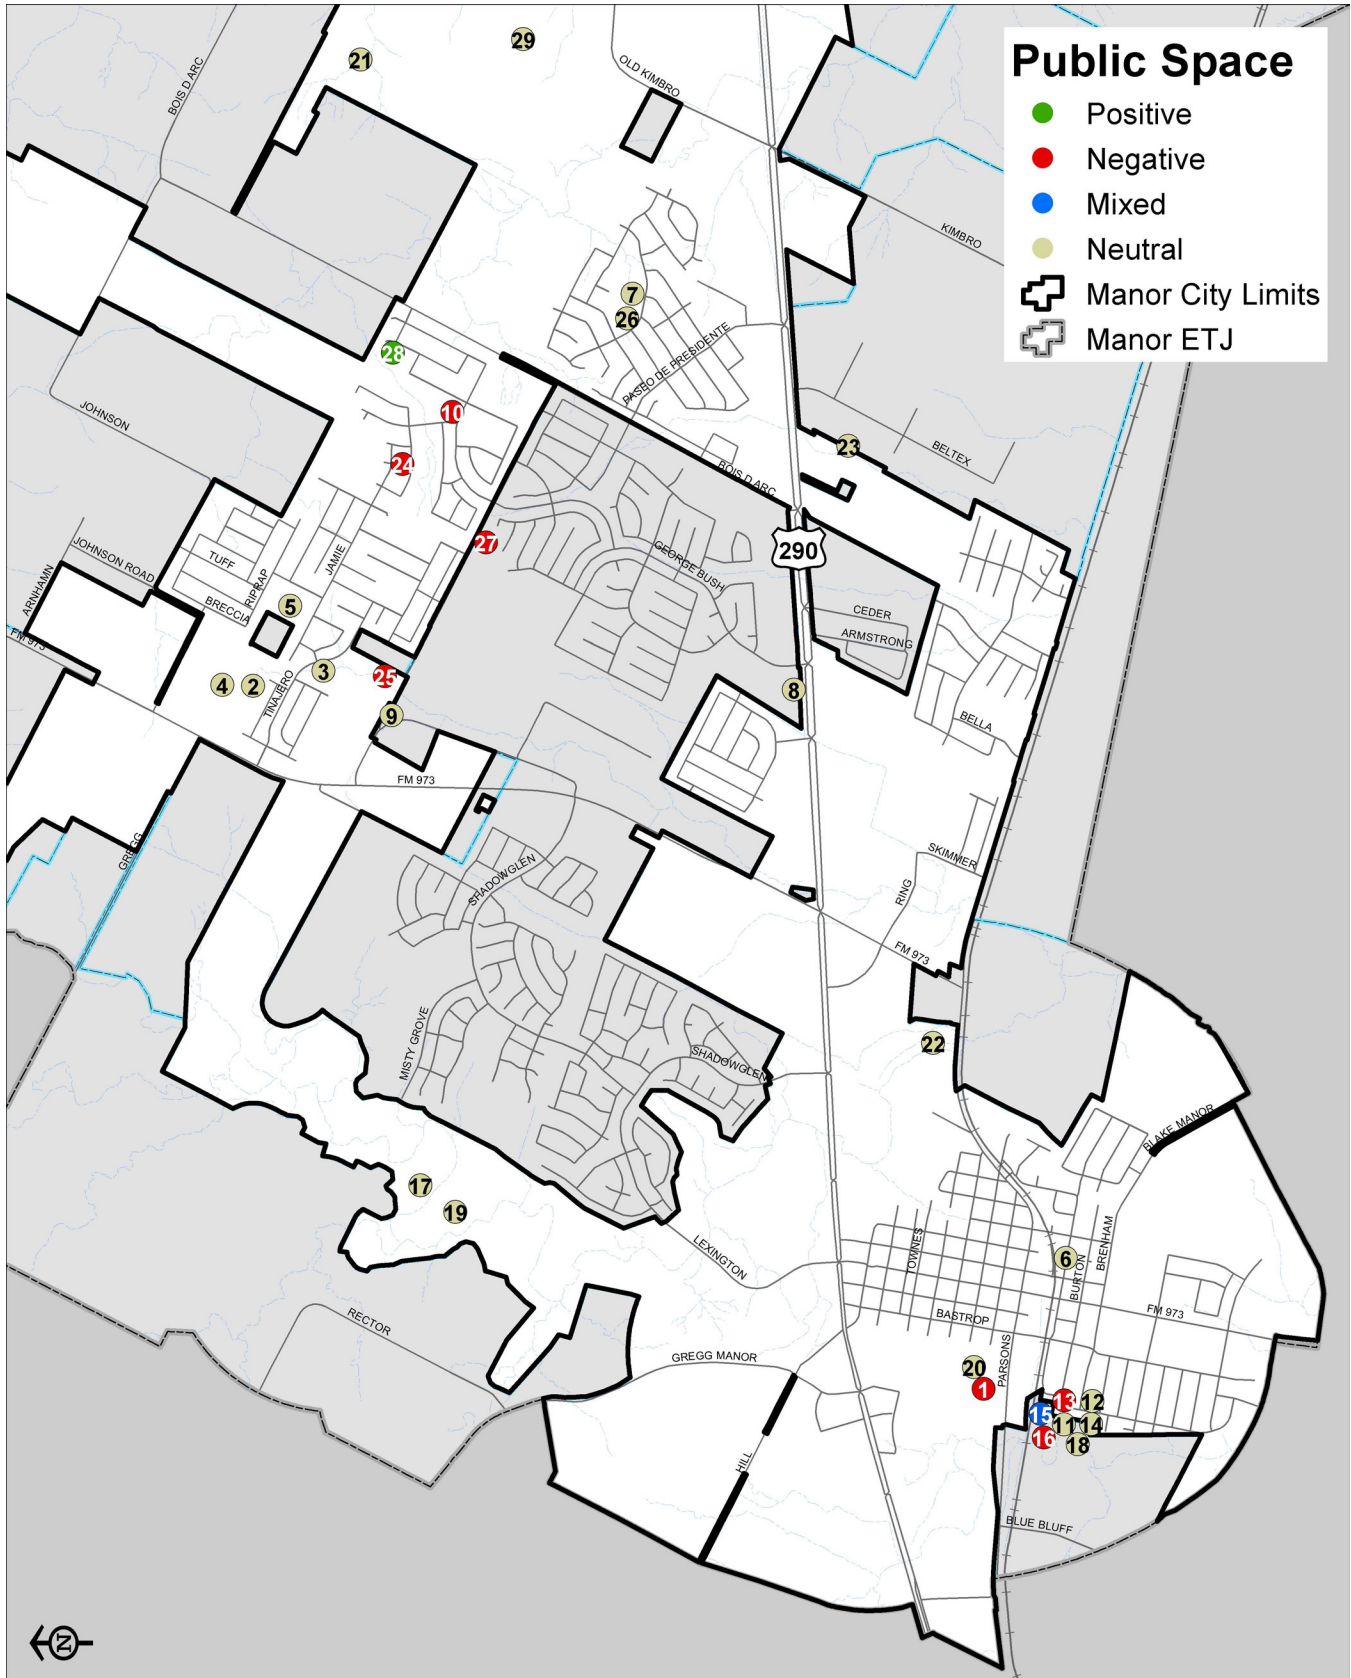 Public Space
Positive
Negative
Mixed
Neutral
Manor City Limits
Manor ETJ
29
21
BOIS D ARC
OLD KIMBRO
KIMBRO
7
26
PASEO DE PRESIDENTE
28
10
JOHNSON
23
BELTEX
24
BOIS D ARC
27
290
JOHNSON ROAD
TUFF
RIPRAP
JAMIE
GEORGE BUSH
ARNHAMN
BRECCIA
5
CEDER
ARMSTRONG
FM 973
3
25
4
2
TINAJERO
8
9
BELLA
FM 973
GREGG
SHADOWGLEN
SKIMMER
RING
FM 973
22
MISTY GROVE
SHADOWGLEN
BLAKE MANOR
17
19
LEXINGTON
TOWNES
6
BURTON
BRENHAM
RECTOR
BASTROP
FM 973
GREGG MANOR
PARSONS
20
1
13
12
15
11
14
16
18
HILL
BLUE BLUFF
N